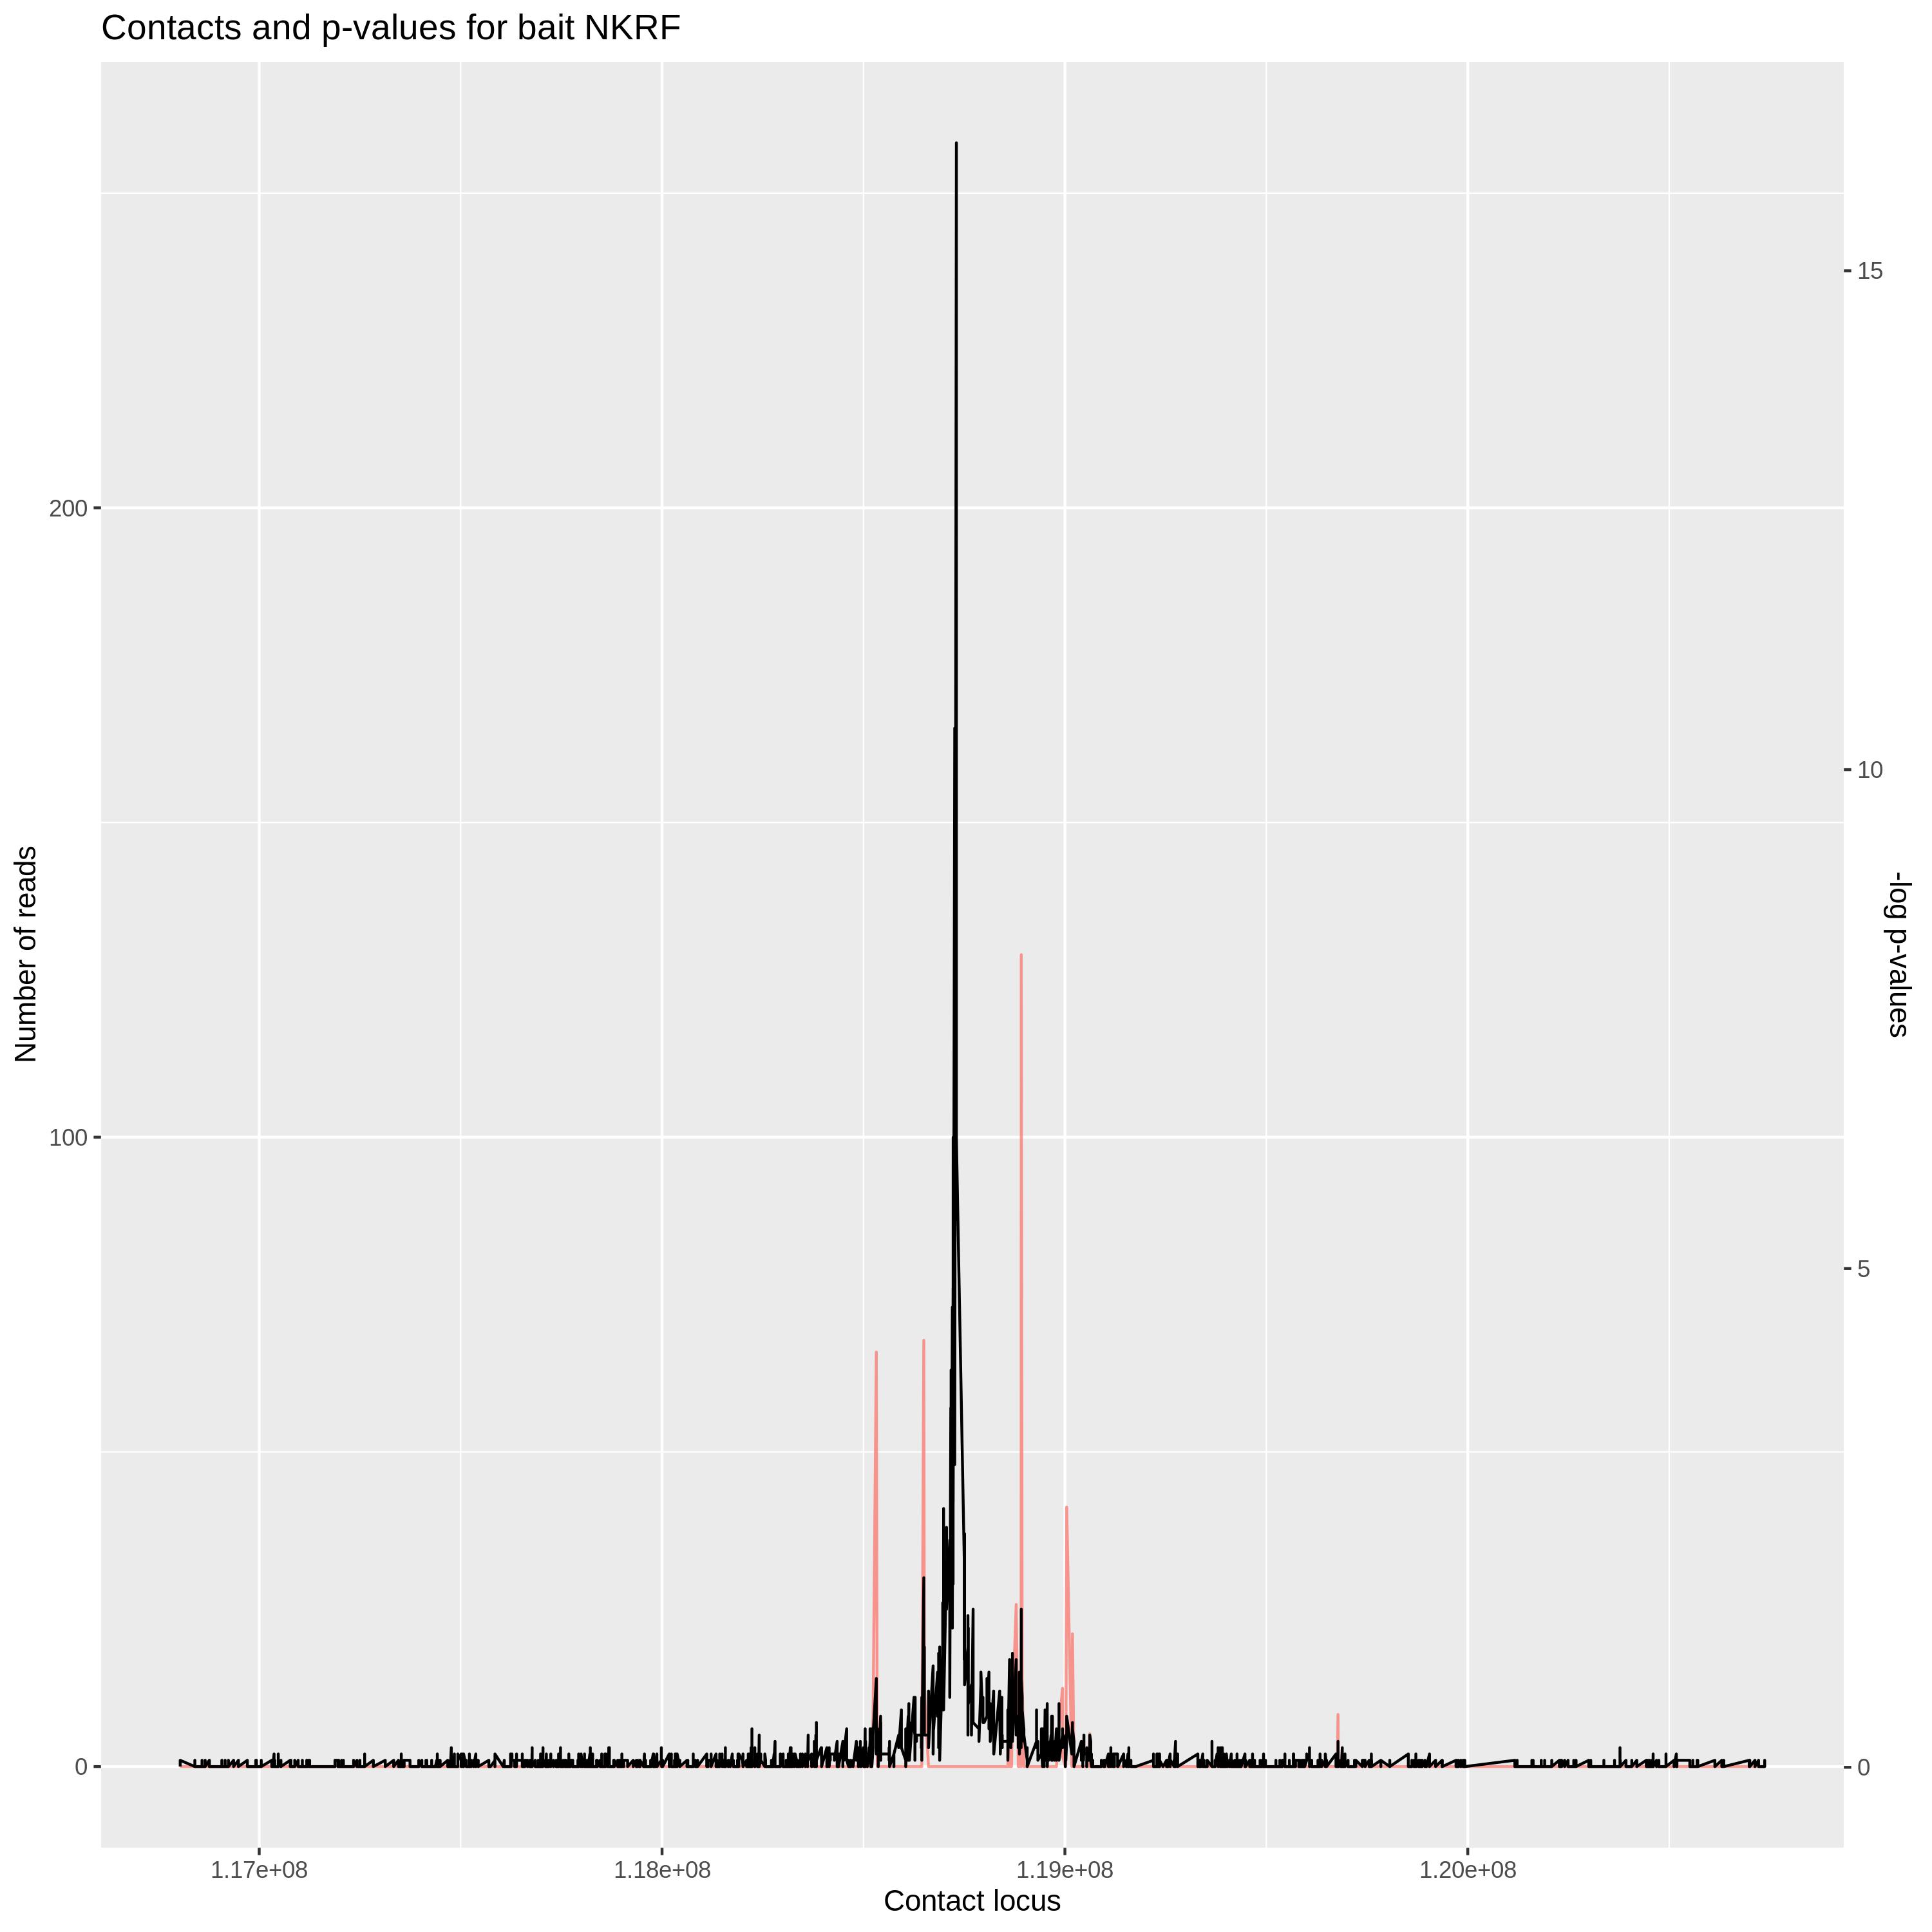 Contacts and p-values for bait NKRF
Number of reads
200
100
0
15
10
5
0
-log p-values
1.17e+08
1.18e+08
1.19e+08
1.20e+08
Contact locus